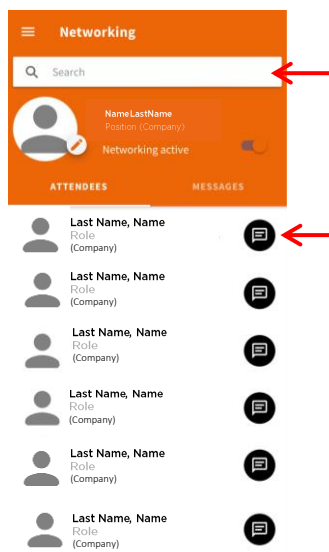 Networking
Search
NameLastName
Position (Company)
Networking active
ATTENDEES
MESSAGES
Last Name, Name
Role
(Company)
Last Name, Name
Role
(Company)
Last Name, Name
Role
(Company)
Last Name, Name
Role
(Company)
Last Name, Name
Role
(Company)
Last Name, Name
Role
(Company)